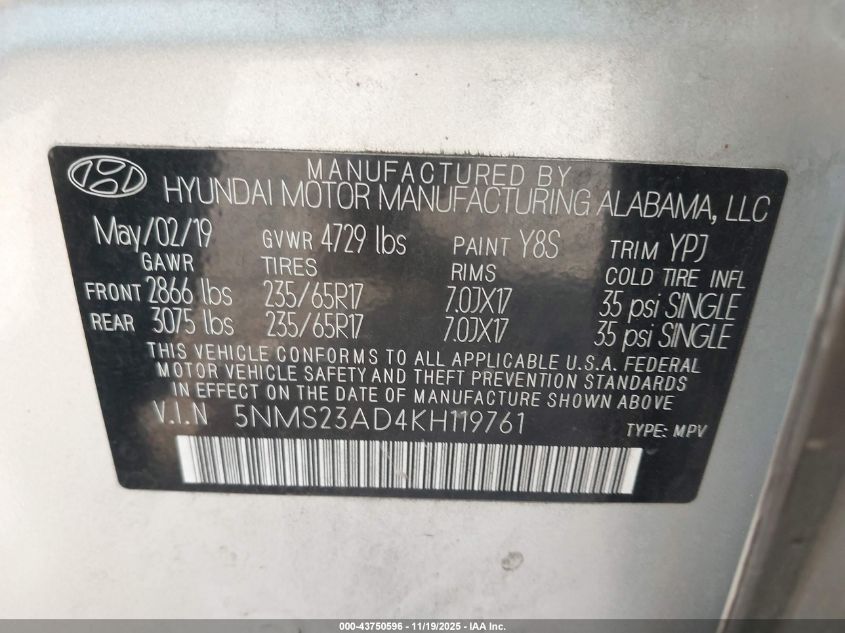 MANUFACTURED BY
HYUNDAI MOTOR MANUFACTURING ALABAMA, LLC
May/02/19 GVWR 4729 lbs PAINT Y8S TRIM YPJ
GAWR TIRES RIMS COLD TIRE INFL
FRONT 2866 lbs 235/65R17 7.0JX17 35 psi SINGLE
REAR 3075 lbs 235/65R17 7.0JX17 35 psi SINGLE
THIS VEHICLE CONFORMS TO ALL APPLICABLE U.S.A. FEDERAL
MOTOR VEHICLE SAFETY AND THEFT PREVENTION STANDARDS
IN EFFECT ON THE DATE OF MANUFACTURE SHOWN ABOVE.
V.I.N 5NMS23AD4KH119761 TYPE: MPV
000-43750596 - 11/19/2025 - IAA Inc.